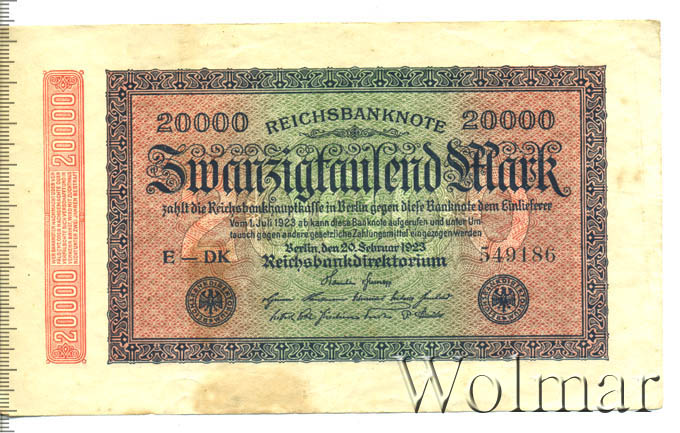 20000
20000 REICHSBANKNOTE 20000
Zwanzigtausend Mark
zahlt die Reichsbankhauptkasse in Berlin gegen diese Banknote dem Einlieferer
Vom 1. Juli 1923 ab kann diese Banknote aufgerufen und unter Um-
tausch gegen andere gesetzliche Zahlungsmittel eingezogen werden
Berlin, den 20. Februar 1923
E–DK Reichsbankdirektorium 549186
20000
Wolmar